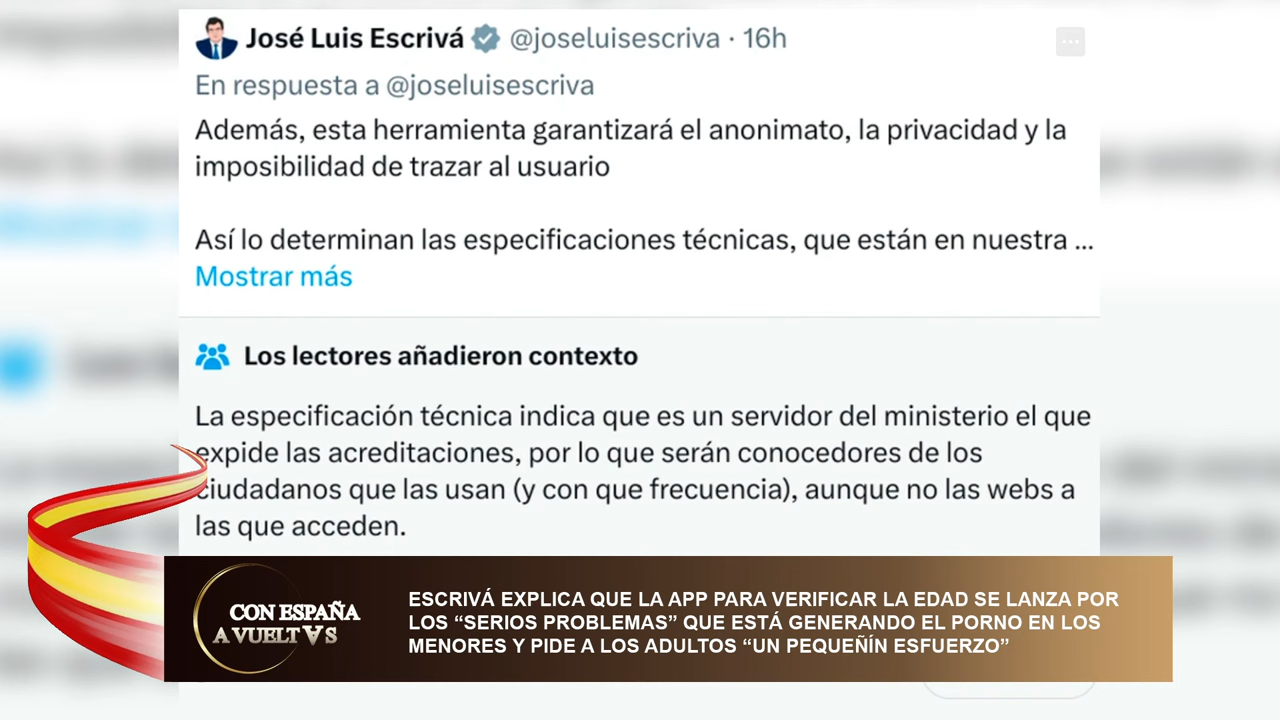 José Luis Escrivá @joseluisescriva · 16h
En respuesta a @joseluisescriva
Además, esta herramienta garantizará el anonimato, la privacidad y la
imposibilidad de trazar al usuario
Así lo determinan las especificaciones técnicas, que están en nuestra ...
Mostrar más
Los lectores añadieron contexto
La especificación técnica indica que es un servidor del ministerio el que
expide las acreditaciones, por lo que serán conocedores de los
ciudadanos que las usan (y con que frecuencia), aunque no las webs a
las que acceden.
CON ESPAÑA
A VUELTAS
ESCRIVÁ EXPLICA QUE LA APP PARA VERIFICAR LA EDAD SE LANZA POR
LOS “SERIOS PROBLEMAS” QUE ESTÁ GENERANDO EL PORNO EN LOS
MENORES Y PIDE A LOS ADULTOS “UN PEQUEÑÍN ESFUERZO”